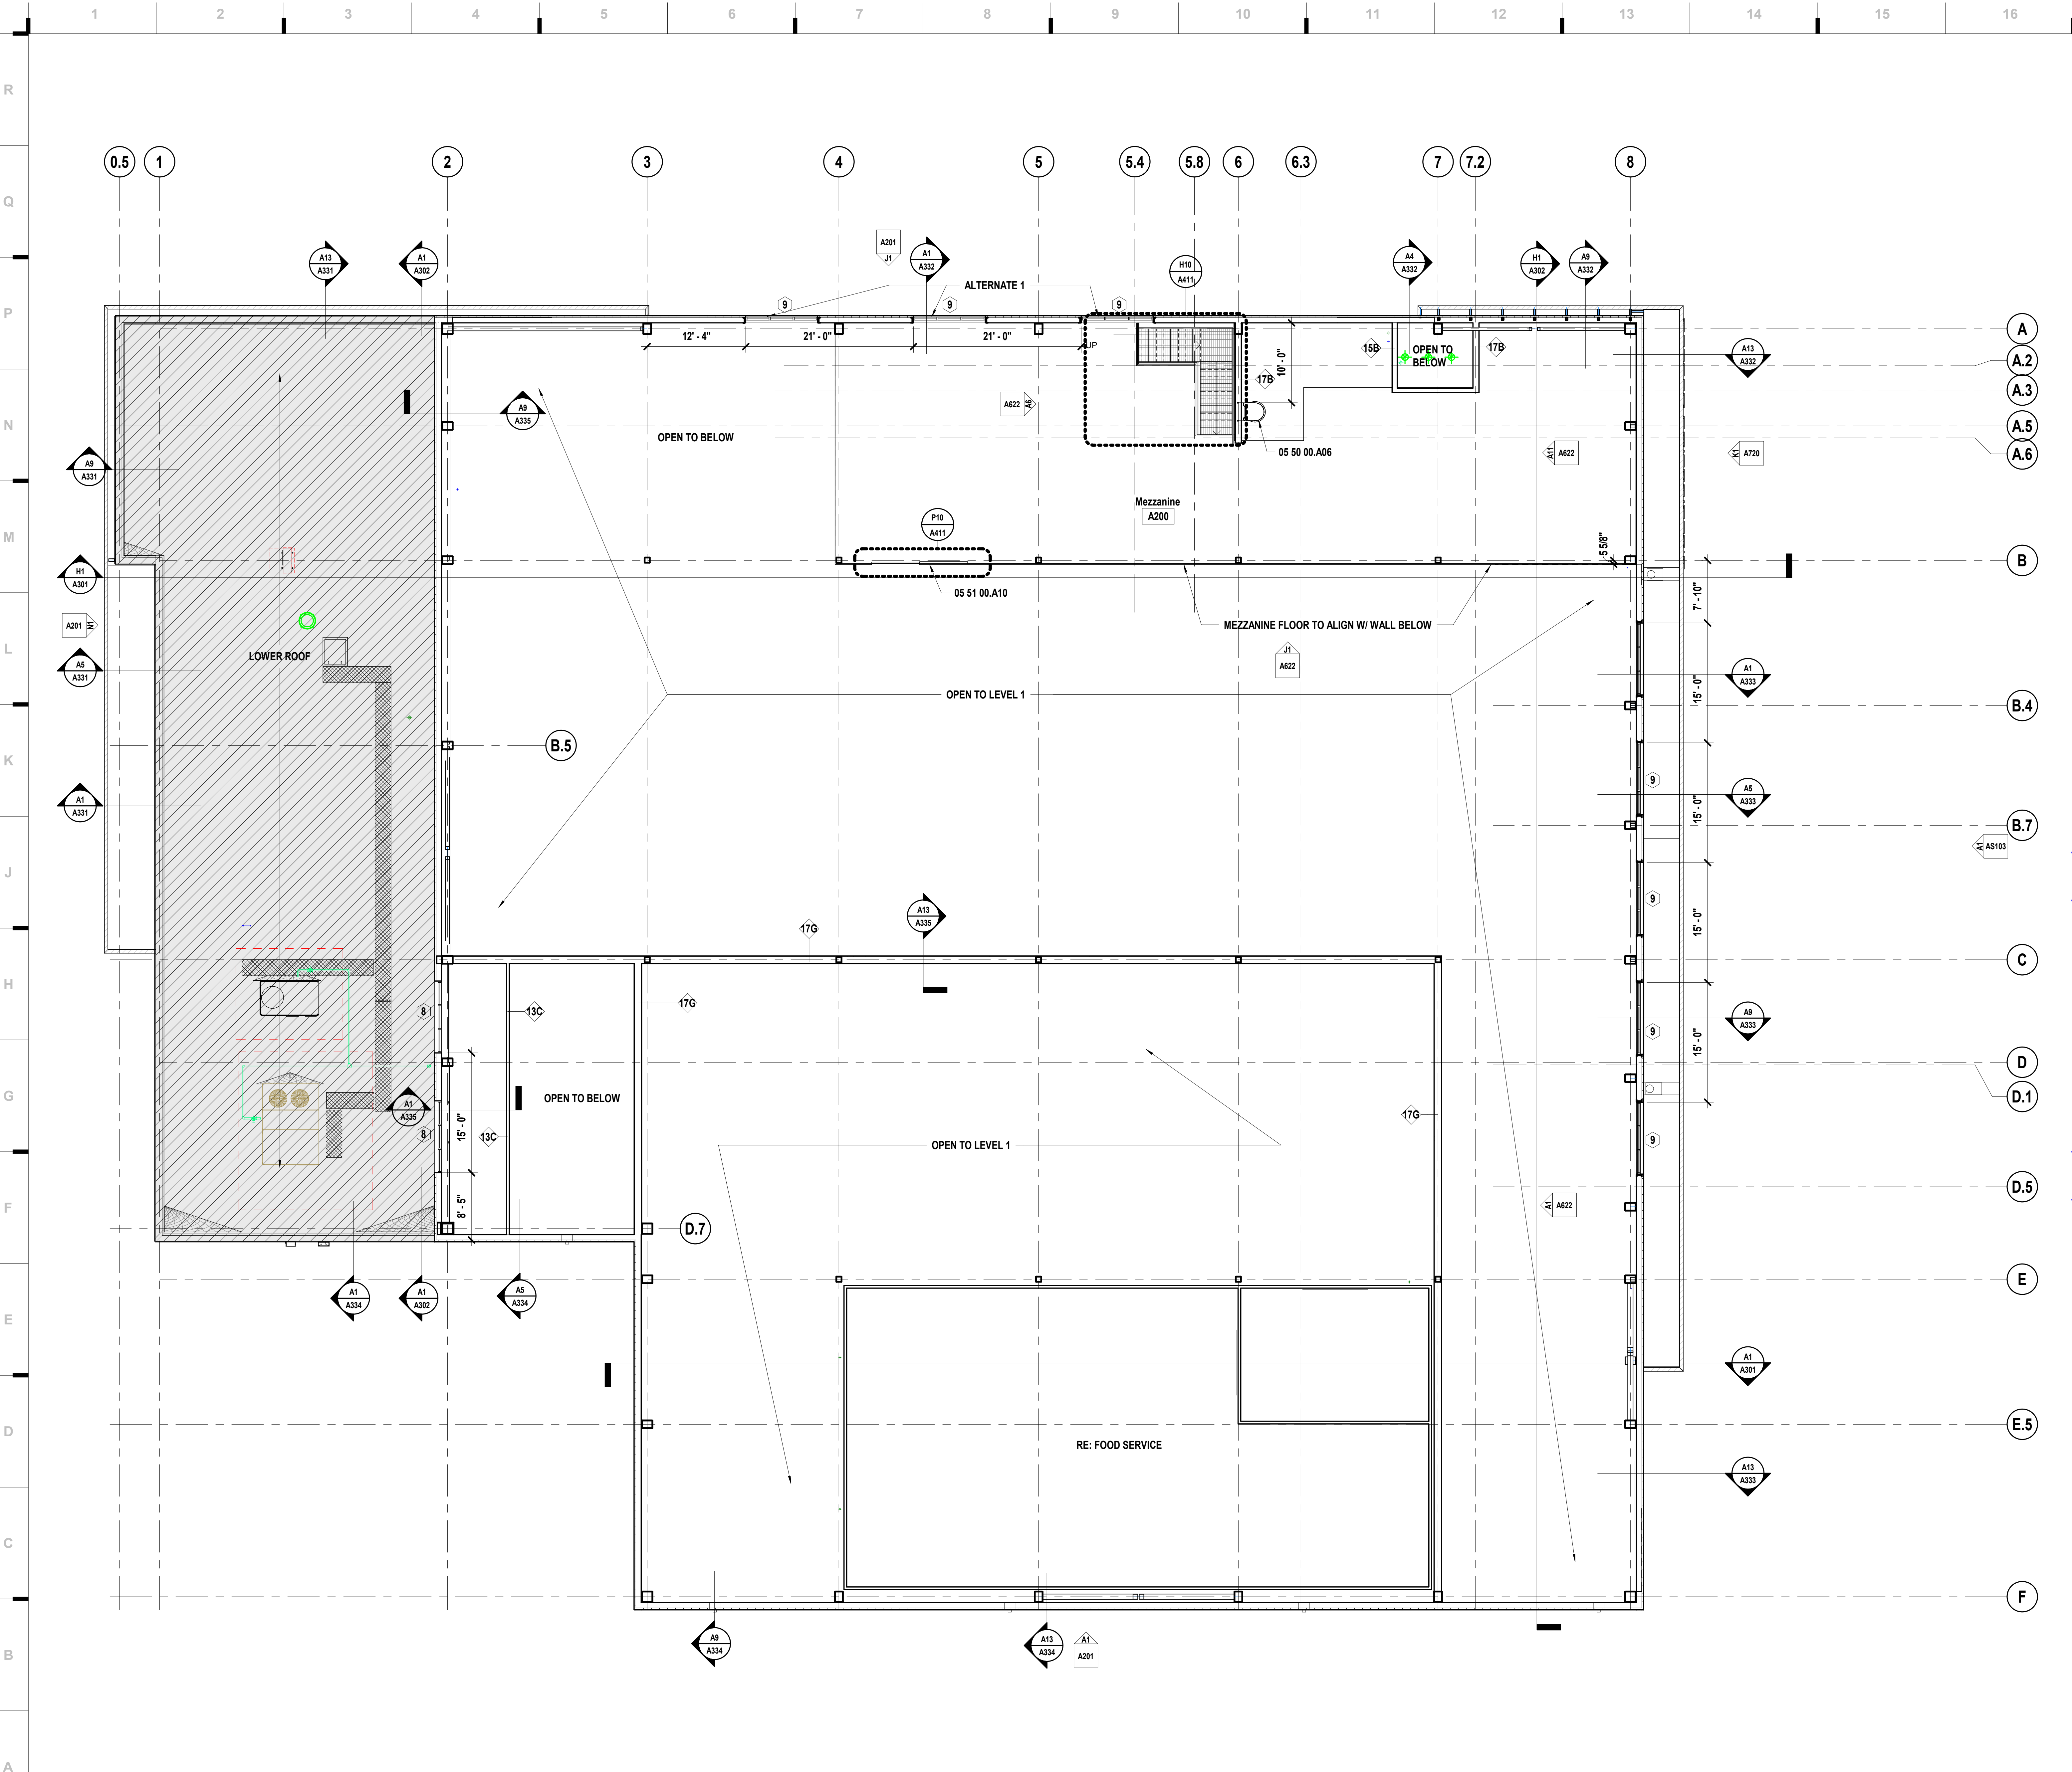 1 2 3 4 5 6 7 8 9 10 11 12 13 14 15 16
R
0.5 1 2 3 4 5 5.4 5.8 6 6.3 7 7.2 8
Q
A201
J1
A13
A331
A1
A302
A1
A332
H10
A411
A4
A332
H1
A302
A9
A332
ALTERNATE 1
P
9
9
9
A
12' - 4"
21' - 0"
21' - 0"
UP
10' - 0"
15B
OPEN TO
BELOW
17B
A13
A332
A.2
17B
A.3
A9
A335
A622
A6
N
A.5
OPEN TO BELOW
05 50 00.A06
A11
A622
K1
A720
A.6
A9
A331
Mezzanine
A200
P10
A411
M
5 5/8"
B
H1
A301
05 51 00.A10
7' - 10"
A201
N1
MEZZANINE FLOOR TO ALIGN W/ WALL BELOW
L
LOWER ROOF
J1
A622
A5
A331
A1
A333
OPEN TO LEVEL 1
15' - 0"
B.4
B.5
K
9
A5
A333
A1
A331
15' - 0"
B.7
A1
AS103
J
9
A13
A335
15' - 0"
17G
C
H
17G
8
13C
A9
A333
9
15' - 0"
D
G
OPEN TO BELOW
D.1
A1
A335
17G
15' - 0"
8
13C
9
OPEN TO LEVEL 1
D.5
F
8' - 5"
A1
A622
D.7
E
A1
A334
A1
A302
A5
A334
E
A1
A301
E.5
D
RE: FOOD SERVICE
A13
A333
C
F
A9
A334
A13
A334
A1
A201
B
A